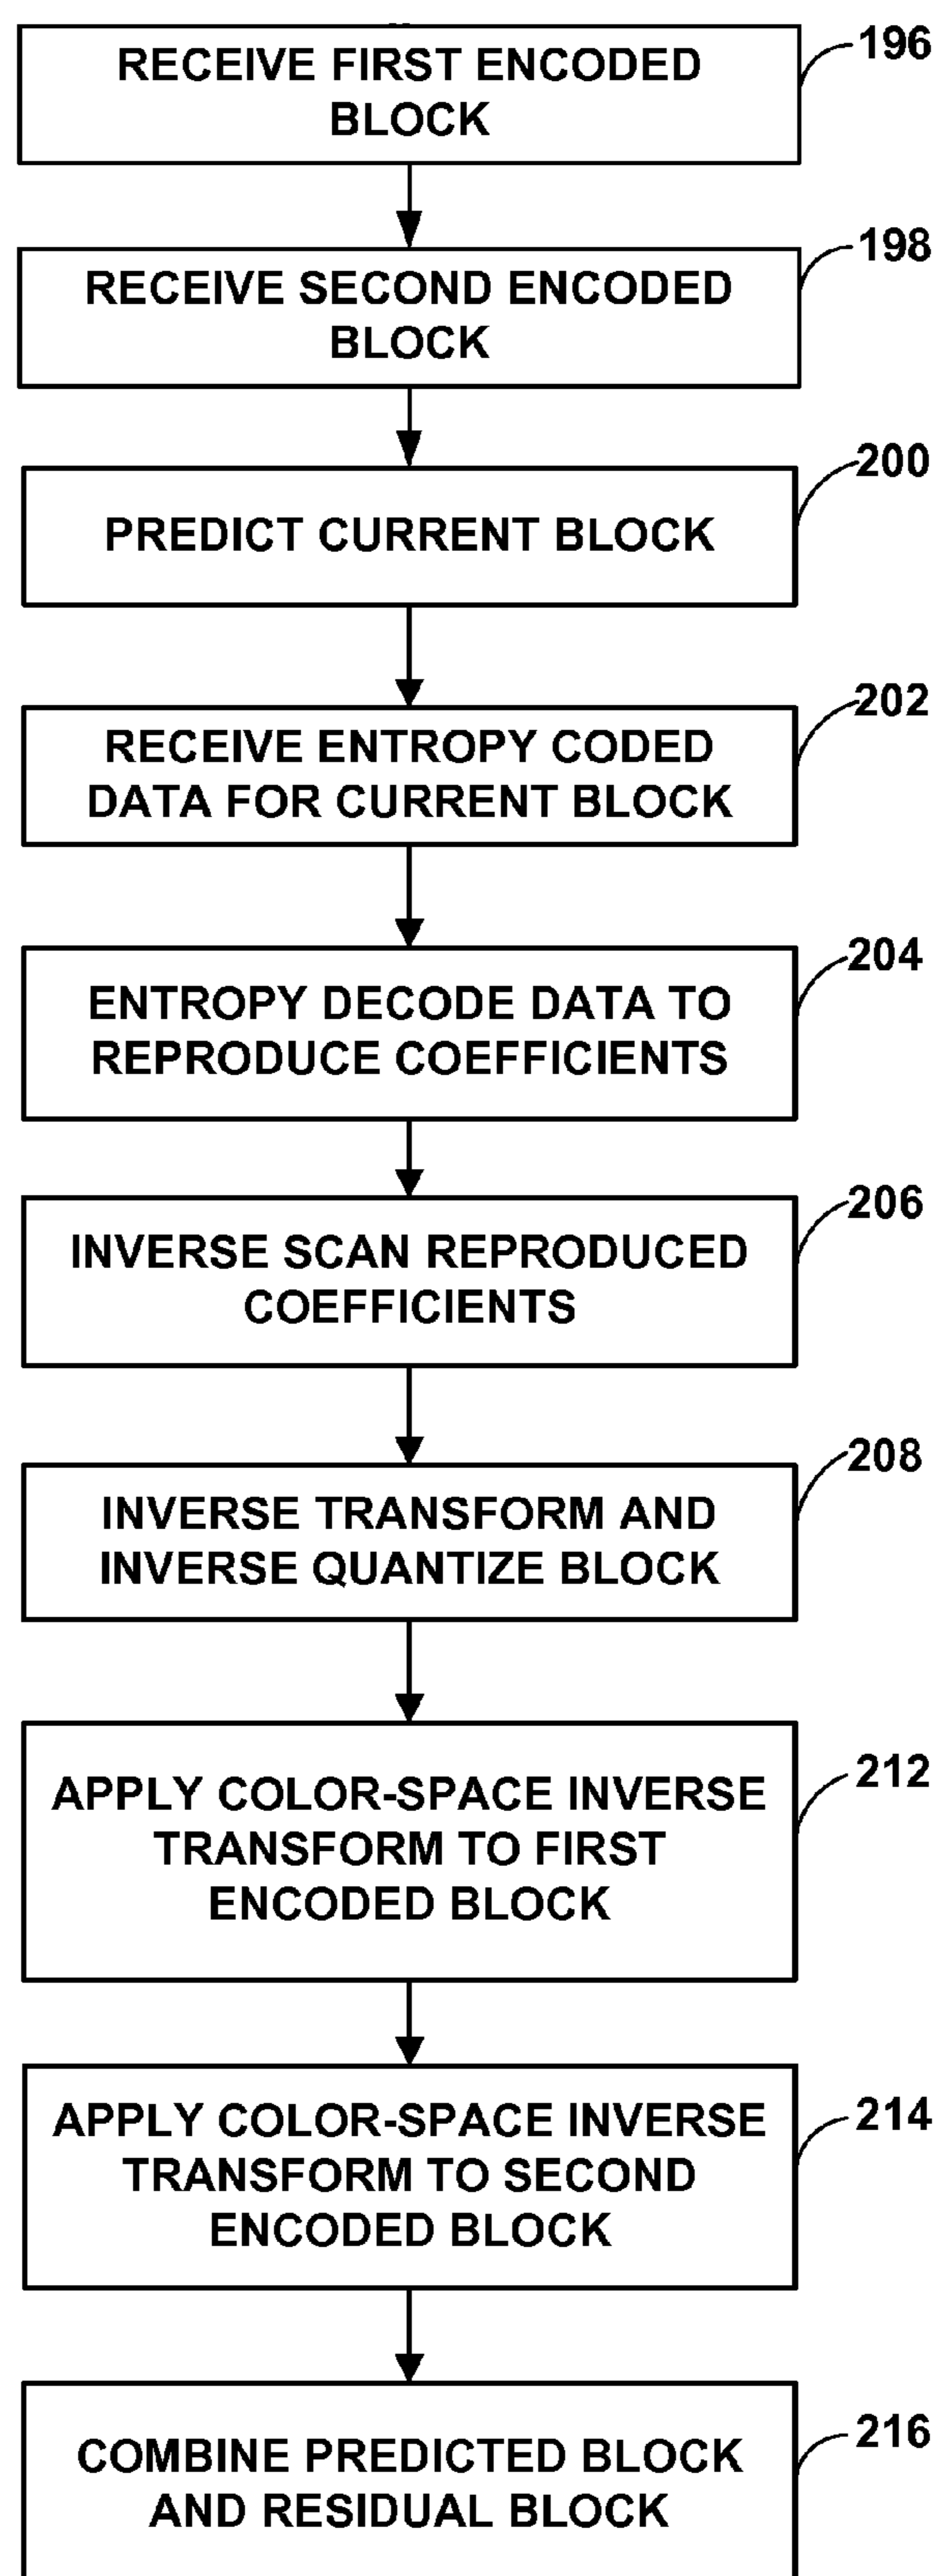 RECEIVE FIRST ENCODED
BLOCK
196
RECEIVE SECOND ENCODED
BLOCK
198
PREDICT CURRENT BLOCK
200
RECEIVE ENTROPY CODED
DATA FOR CURRENT BLOCK
202
ENTROPY DECODE DATA TO
REPRODUCE COEFFICIENTS
204
INVERSE SCAN REPRODUCED
COEFFICIENTS
206
INVERSE TRANSFORM AND
INVERSE QUANTIZE BLOCK
208
APPLY COLOR-SPACE INVERSE
TRANSFORM TO FIRST
ENCODED BLOCK
212
APPLY COLOR-SPACE INVERSE
TRANSFORM TO SECOND
ENCODED BLOCK
214
COMBINE PREDICTED BLOCK
AND RESIDUAL BLOCK
216